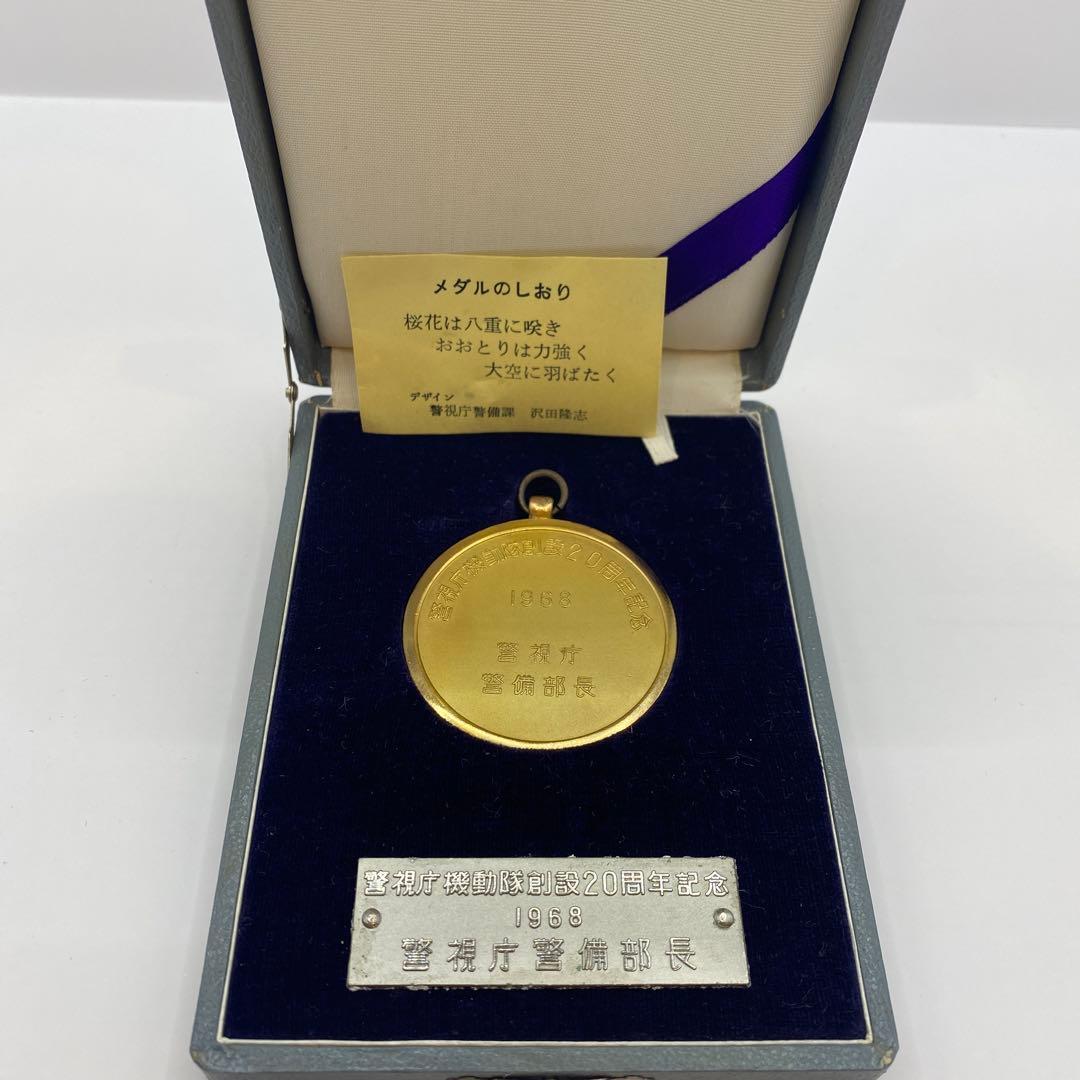 メダルのしおり
桜花は八重に咲き
おおとりは力強く
大空に羽ばたく
デザイン
警視庁警備課 沢田隆志
警視庁機動隊創設20周年記念
1968
警視庁
警備部長
警視庁機動隊創設20周年記念
1968
警視庁警備部長